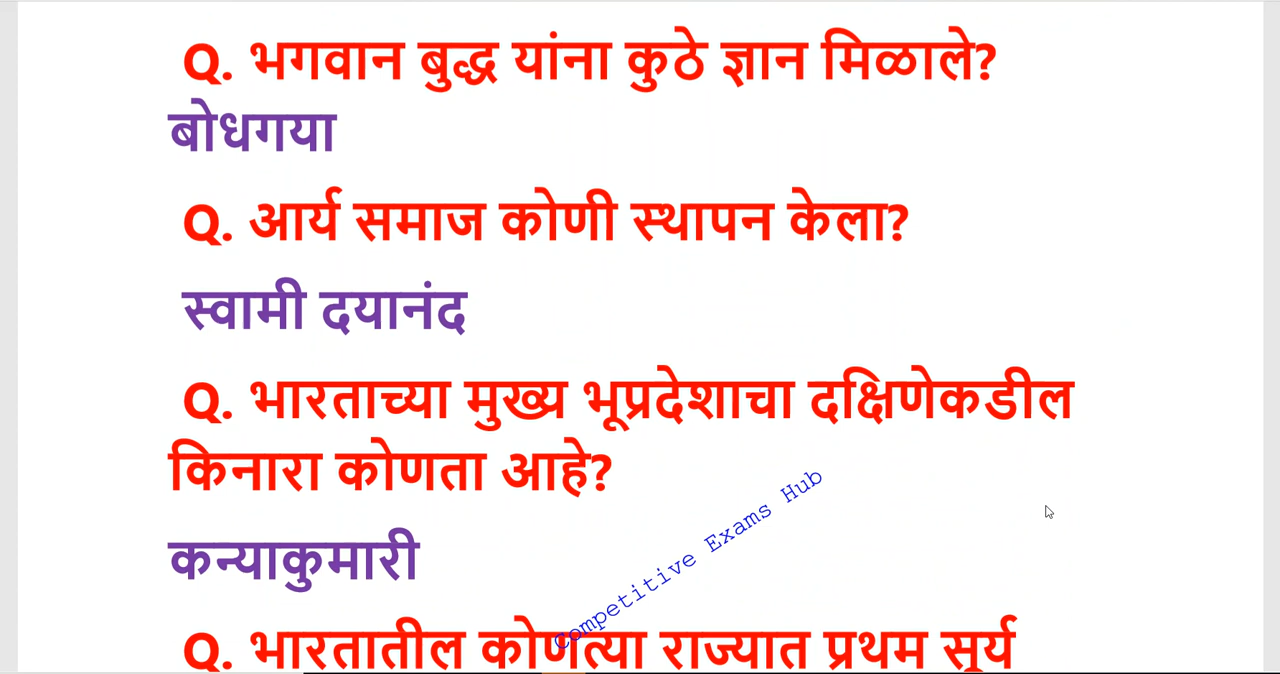 Q. भगवान बुद्ध यांना कुठे ज्ञान मिळाले?
बोधगया
Q. आर्य समाज कोणी स्थापन केला?
स्वामी दयानंद
Q. भारताच्या मुख्य भूप्रदेशाचा दक्षिणेकडील
किनारा कोणता आहे?
Competitive Exams Hub
कन्याकुमारी
Q. भारतातील कोणत्या राज्यात प्रथम सूर्य